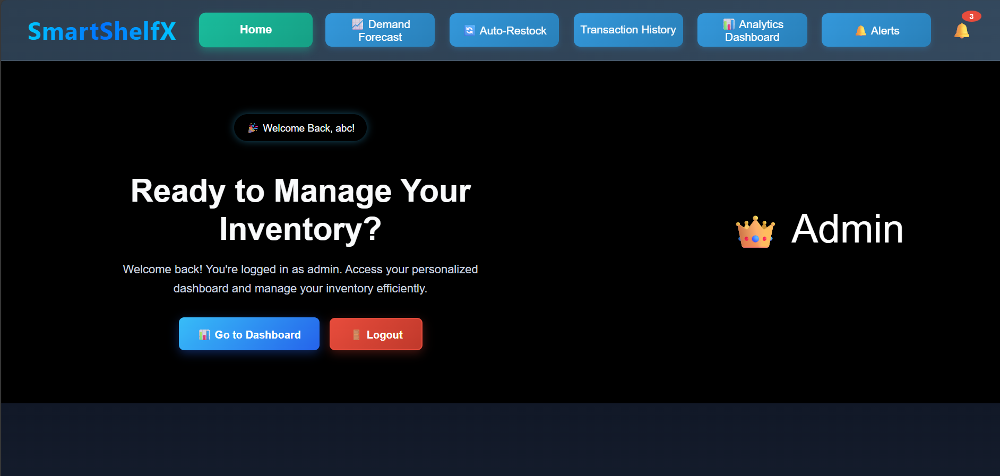 SmartShelfX
Home
Demand
Forecast
Auto-Restock
Transaction History
Analytics
Dashboard
Alerts
3
Welcome Back, abc!
Ready to Manage Your
Inventory?
Welcome back! You're logged in as admin. Access your personalized
dashboard and manage your inventory efficiently.
Go to Dashboard
Logout
Admin